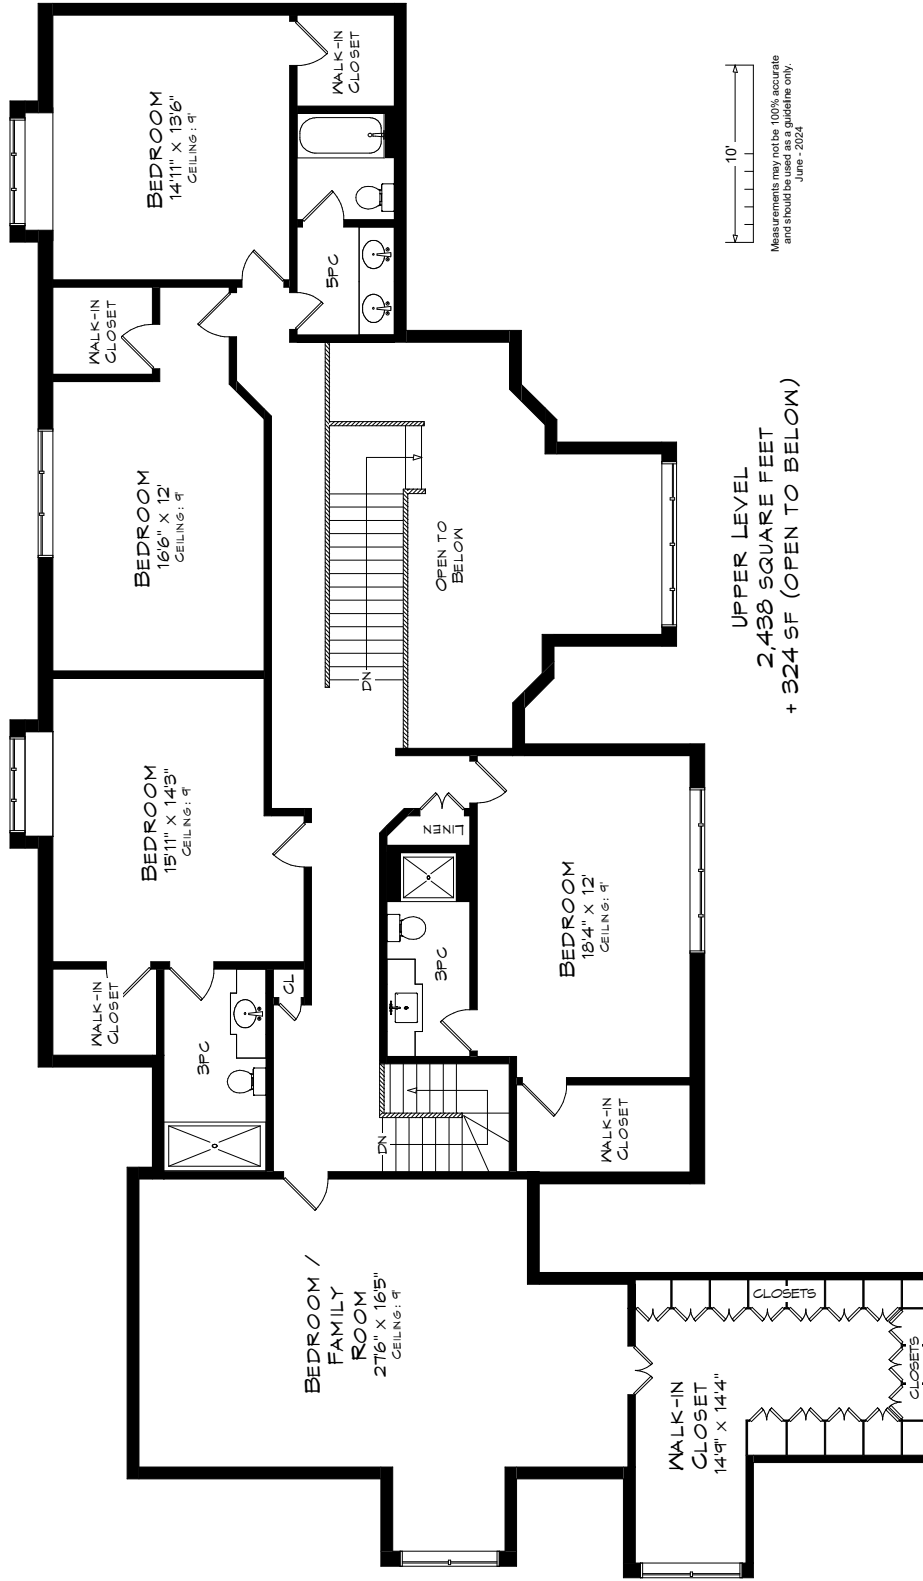 WALK-IN
CLOSET
BEDROOM
14'11" X 13'6"
CEILING: 9'
5PC
WALK-IN
CLOSET
BEDROOM
16'6" X 12'
CEILING: 9'
DN
OPEN TO
BELOW
10'
Measurements may not be 100% accurate
and should be used as a guideline only.
June - 2024
UPPER LEVEL
2,438 SQUARE FEET
+ 324 SF (OPEN TO BELOW)
BEDROOM
15'11" X 14'3"
CEILING: 9'
LINEN
BEDROOM
18'4" X 12'
CEILING: 9'
3PC
WALK-IN
CLOSET
CL
3PC
DN
WALK-IN
CLOSET
BEDROOM /
FAMILY
ROOM
27'6" X 16'5"
CEILING: 9'
CLOSETS
CLOSETS
WALK-IN
CLOSET
14'9" X 14'4"